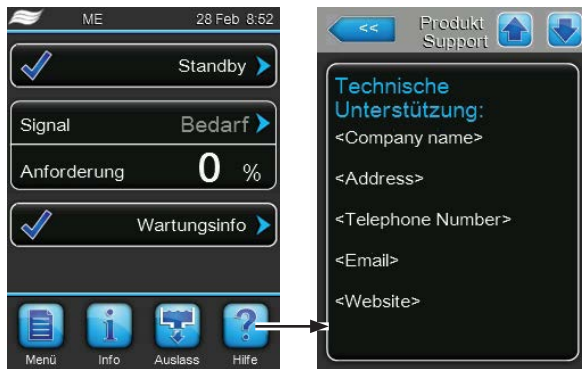 ME 28 Feb 8:52
Standby
Signal Bedarf
Anforderung 0 %
Wartungsinfo
Menü Info Auslass Hilfe
<< Produkt
Support
Technische
Unterstützung:
<Company name>
<Address>
<Telephone Number>
<Email>
<Website>